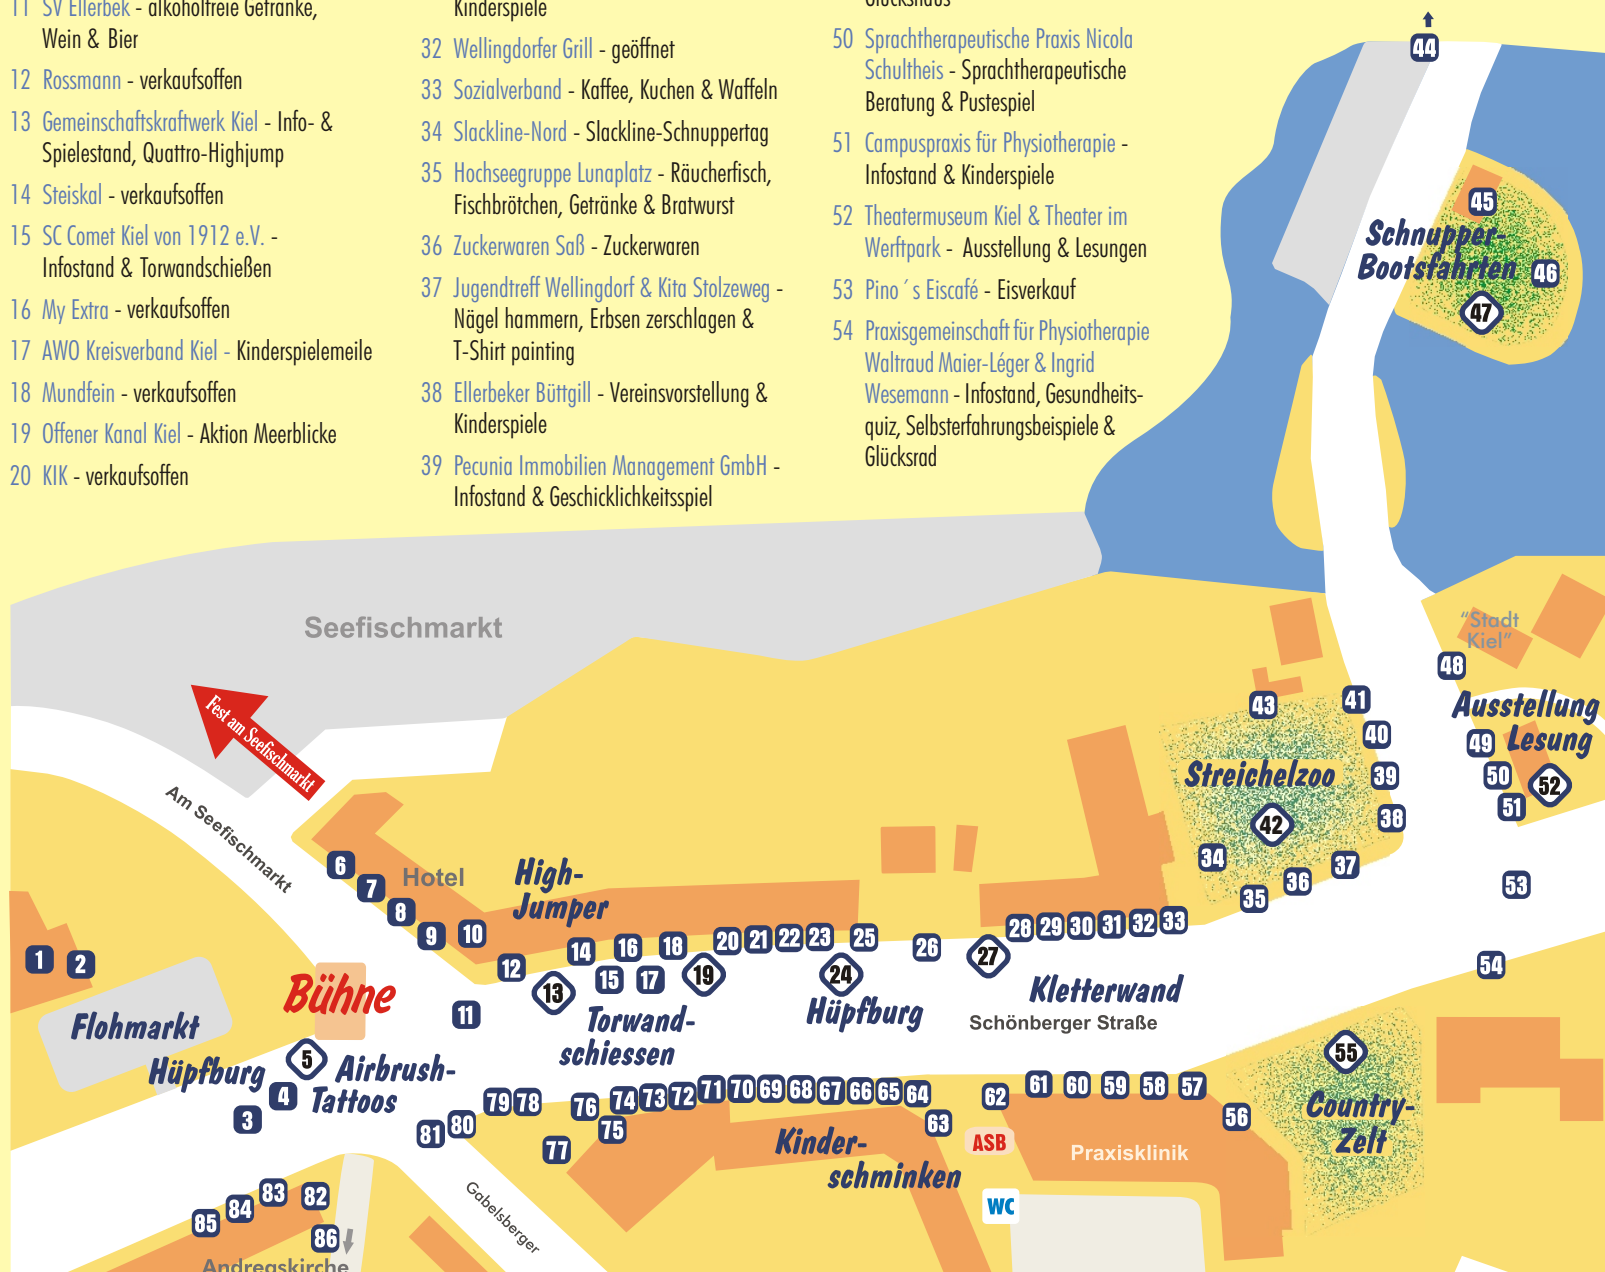 11 SV Ellerbek - alkoholfreie Getränke,
Wein & Bier
12 Rossmann - verkaufsoffen
13 Gemeinschaftskraftwerk Kiel - Info- &
Spielestand, Quattro-Highjump
14 Steiskal - verkaufsoffen
15 SC Comet Kiel von 1912 e.V. -
Infostand & Torwandschießen
16 My Extra - verkaufsoffen
17 AWO Kreisverband Kiel - Kinderspielemeile
18 Mundfein - verkaufsoffen
19 Offener Kanal Kiel - Aktion Meerblicke
20 KIK - verkaufsoffen
Kinderspiele
32 Wellingdorfer Grill - geöffnet
33 Sozialverband - Kaffee, Kuchen & Waffeln
34 Slackline-Nord - Slackline-Schnuppertag
35 Hochseegruppe Lunaplatz - Räucherfisch,
Fischbrötchen, Getränke & Bratwurst
36 Zuckerwaren Saß - Zuckerwaren
37 Jugendtreff Wellingdorf & Kita Stolzeweg -
Nägel hammern, Erbsen zerschlagen &
T-Shirt painting
38 Ellerbeker Büttgill - Vereinsvorstellung &
Kinderspiele
39 Pecunia Immobilien Management GmbH -
Infostand & Geschicklichkeitsspiel
Glückshaus
50 Sprachtherapeutische Praxis Nicola
Schultheis - Sprachtherapeutische
Beratung & Pustespiel
51 Campuspraxis für Physiotherapie -
Infostand & Kinderspiele
52 Theatermuseum Kiel & Theater im
Werftpark - Ausstellung & Lesungen
53 Pino ´s Eiscafé - Eisverkauf
54 Praxisgemeinschaft für Physiotherapie
Waltraud Maier-Léger & Ingrid
Wesemann - Infostand, Gesundheits-
quiz, Selbsterfahrungsbeispiele &
Glücksrad
44
45
Schnupper-
Bootsfahrten
46
47
Seefischmarkt
Fest am Seefischmarkt
Am Seefischmarkt
"Stadt
Kiel"
48
Ausstellung
Lesung
49
50
51
52
53
54
43
41
40
39
38
Streichelzoo
42
34
35
36
37
6
7
8
9
10
Hotel
High-
Jumper
12
13
14
15
16
17
18
19
20 21 22 23
24
25
26
27
28 29 30 31 32 33
1
2
Bühne
11
Flohmarkt
Hüpfburg
5
4
3
Airbrush-
Tattoos
Torwand-
schiessen
Hüpfburg
Kletterwand
Schönberger Straße
55
Country-
Zelt
81
80
79 78
77
76
75
74 73 72 71 70 69 68 67 66 65 64
63
62
61 60 59 58 57
56
Kinder-
schminken
ASB
WC
Praxisklinik
85
84
83
82
86
Andreaskirche
Gabelsberger